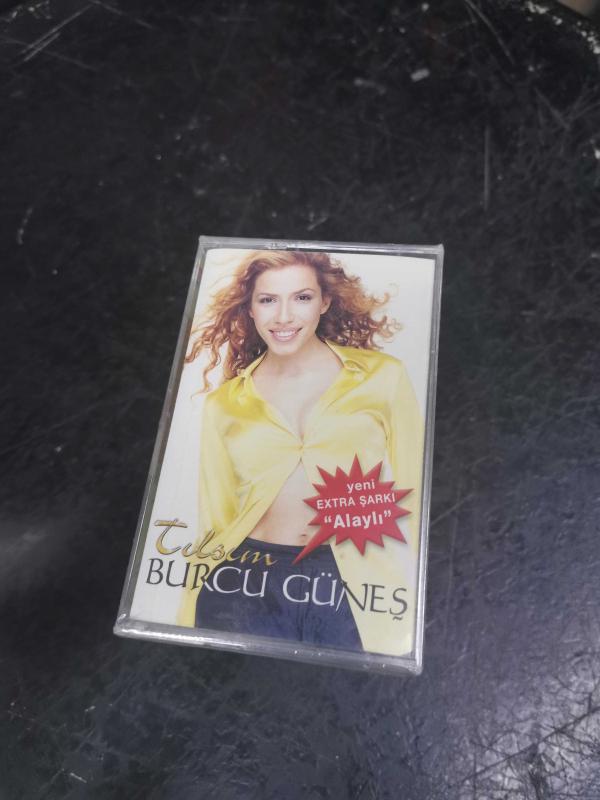 yeni
EXTRA ŞARKI
“Alaylı”
Tılsım
BURCU GÜNEŞ